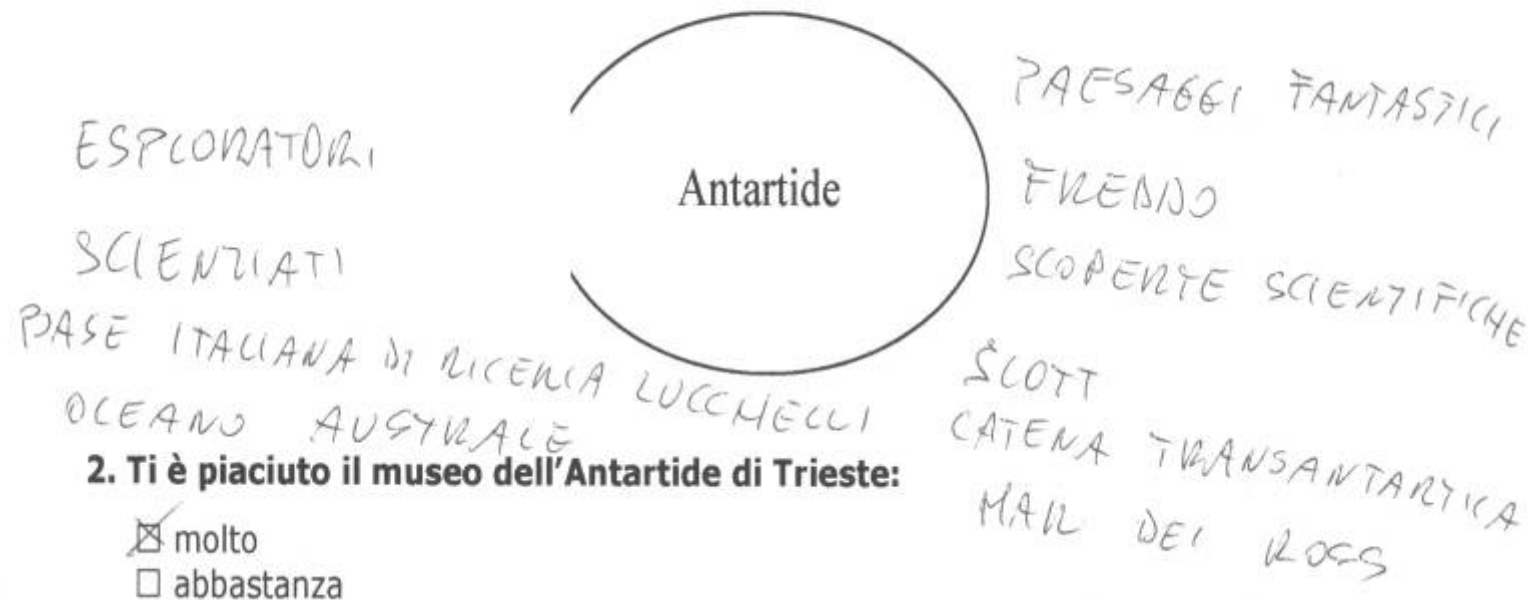 ESPLORATORI
SCIENZIATI
BASE ITALIANA DI RICERCA LUCCHELLI
OCEANO AUSTRALE
Antartide
PAESAGGI FANTASTICI
FREDDO
SCOPERTE SCIENTIFICHE
SCOTT
CATENA TRANSANTARTICA
MAR DEI ROSS
2. Ti è piaciuto il museo dell'Antartide di Trieste:
☒ molto
☐ abbastanza